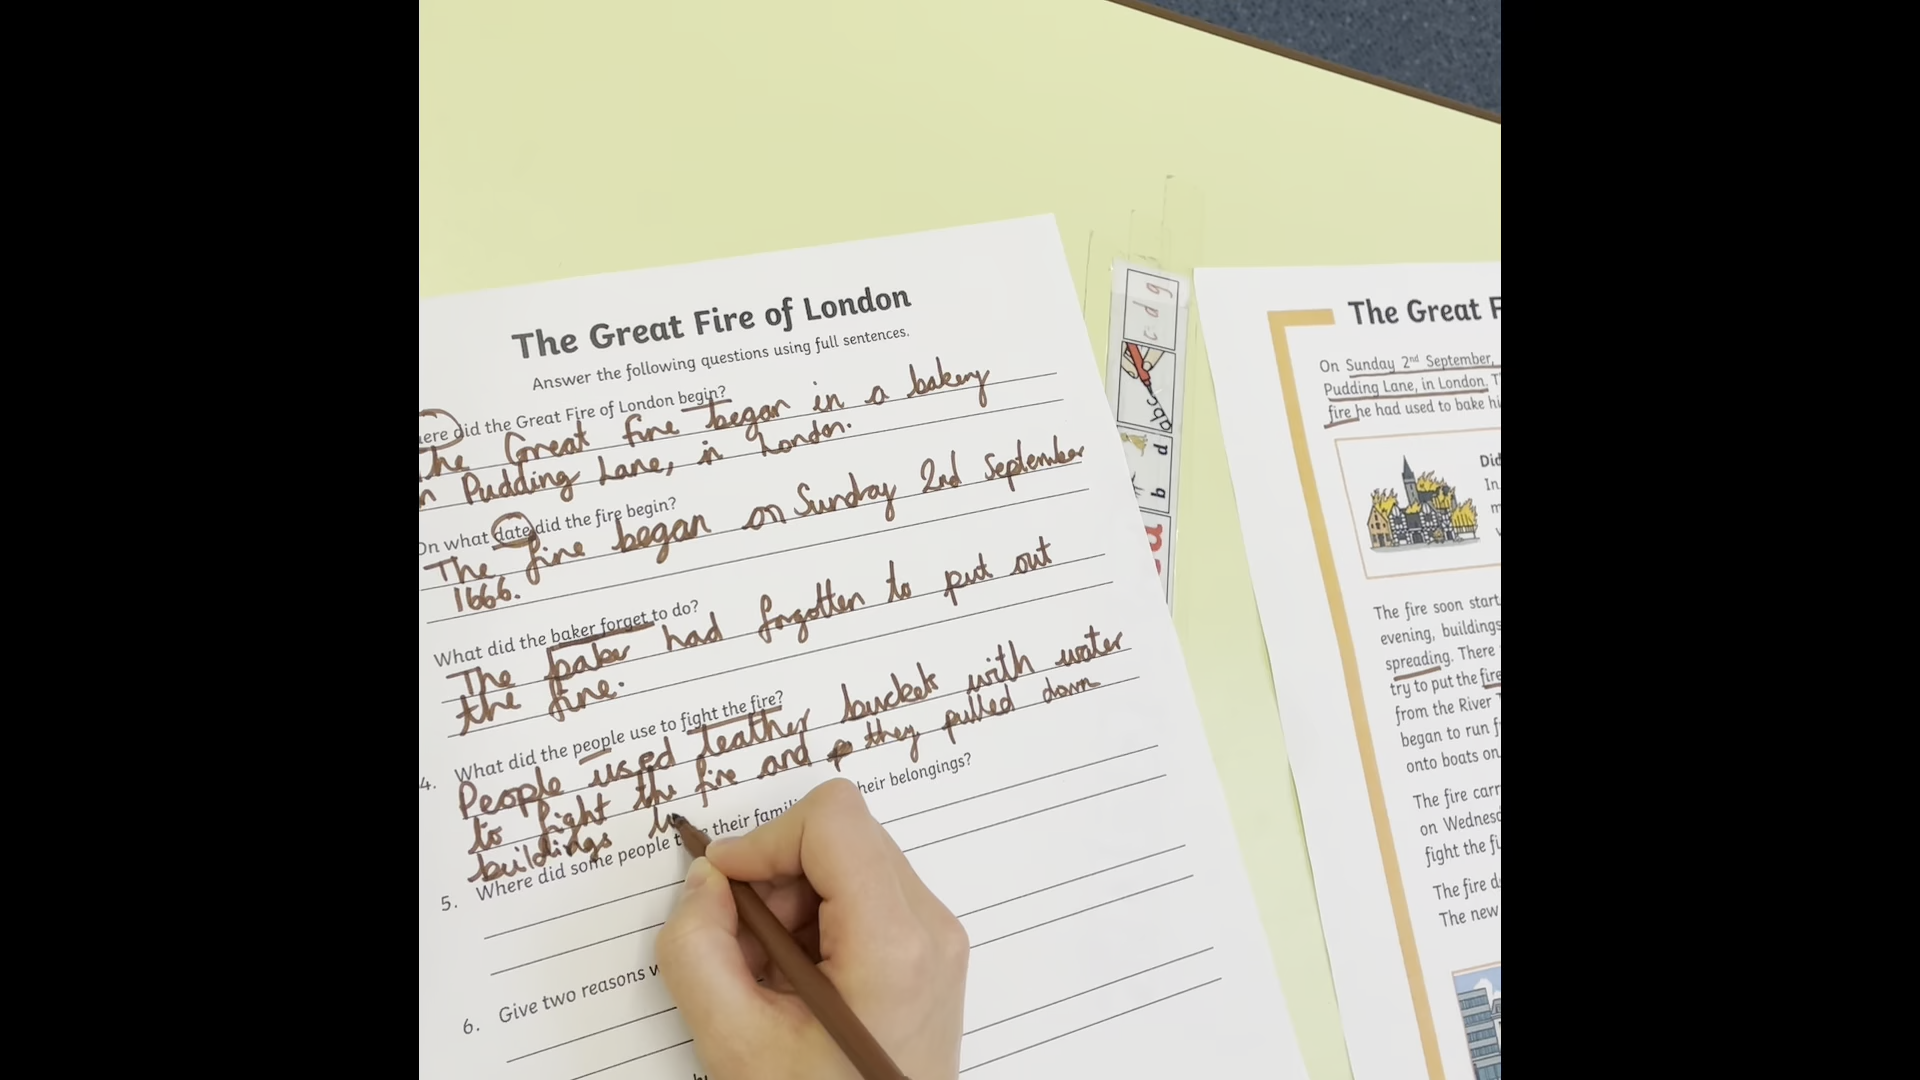 The Great Fire of London
Answer the following questions using full sentences.
did the Great Fire of London begin?
The Great fire began in a bakery
Pudding Lane, in London.
On what date did the fire begin?
The fire began on Sunday 2nd September
1666.
What did the baker forget to do?
The baker had forgotten to put out
the fire.
4. What did the people use to fight the fire?
People used leather buckets with water
to fight the fire and they pulled down
buildings
5. Where did some people their belongings?
6. Give two reasons
c d g
abc
b d
The Great
On Sunday 2nd September,
Pudding Lane, in London.
fire he had used to bake
The fire soon
evening, buildings
spreading. There
try to put the fire
from the River
began to run
onto boats on
The fire
on
fight the
The fire
The new